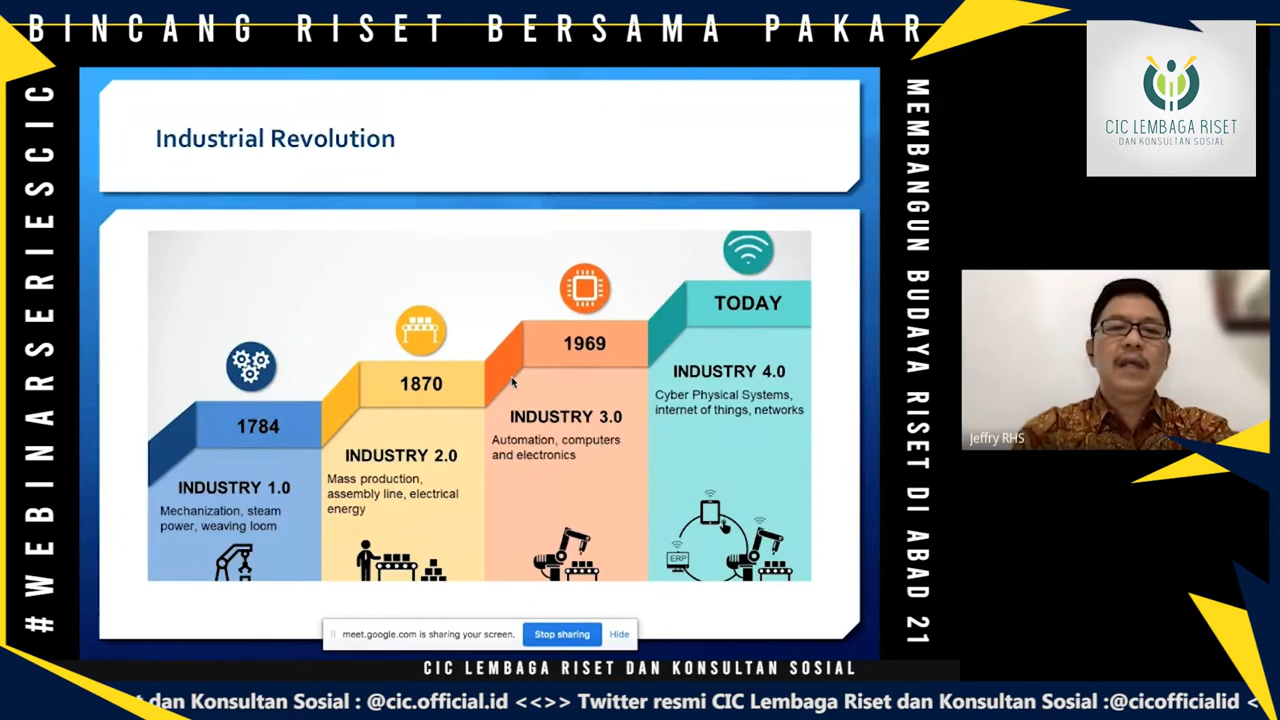 BINCANG RISET BERSAMA PAKAR
#WEBINARSERIESCIC
MEMBANGUN BUDAYA RISET DI ABAD 21
CIC LEMBAGA RISET
DAN KONSULTAN SOSIAL
Industrial Revolution
1784
INDUSTRY 1.0
Mechanization, steam
power, weaving loom
1870
INDUSTRY 2.0
Mass production,
assembly line, electrical
energy
1969
INDUSTRY 3.0
Automation, computers
and electronics
TODAY
INDUSTRY 4.0
Cyber Physical Systems,
internet of things, networks
ERP
Jeffry RHS
meet.google.com is sharing your screen.
Stop sharing
Hide
CIC LEMBAGA RISET DAN KONSULTAN SOSIAL
dan Konsultan Sosial : @cic.official.id <<>> Twitter resmi CIC Lembaga Riset dan Konsultan Sosial :@cicofficialid <